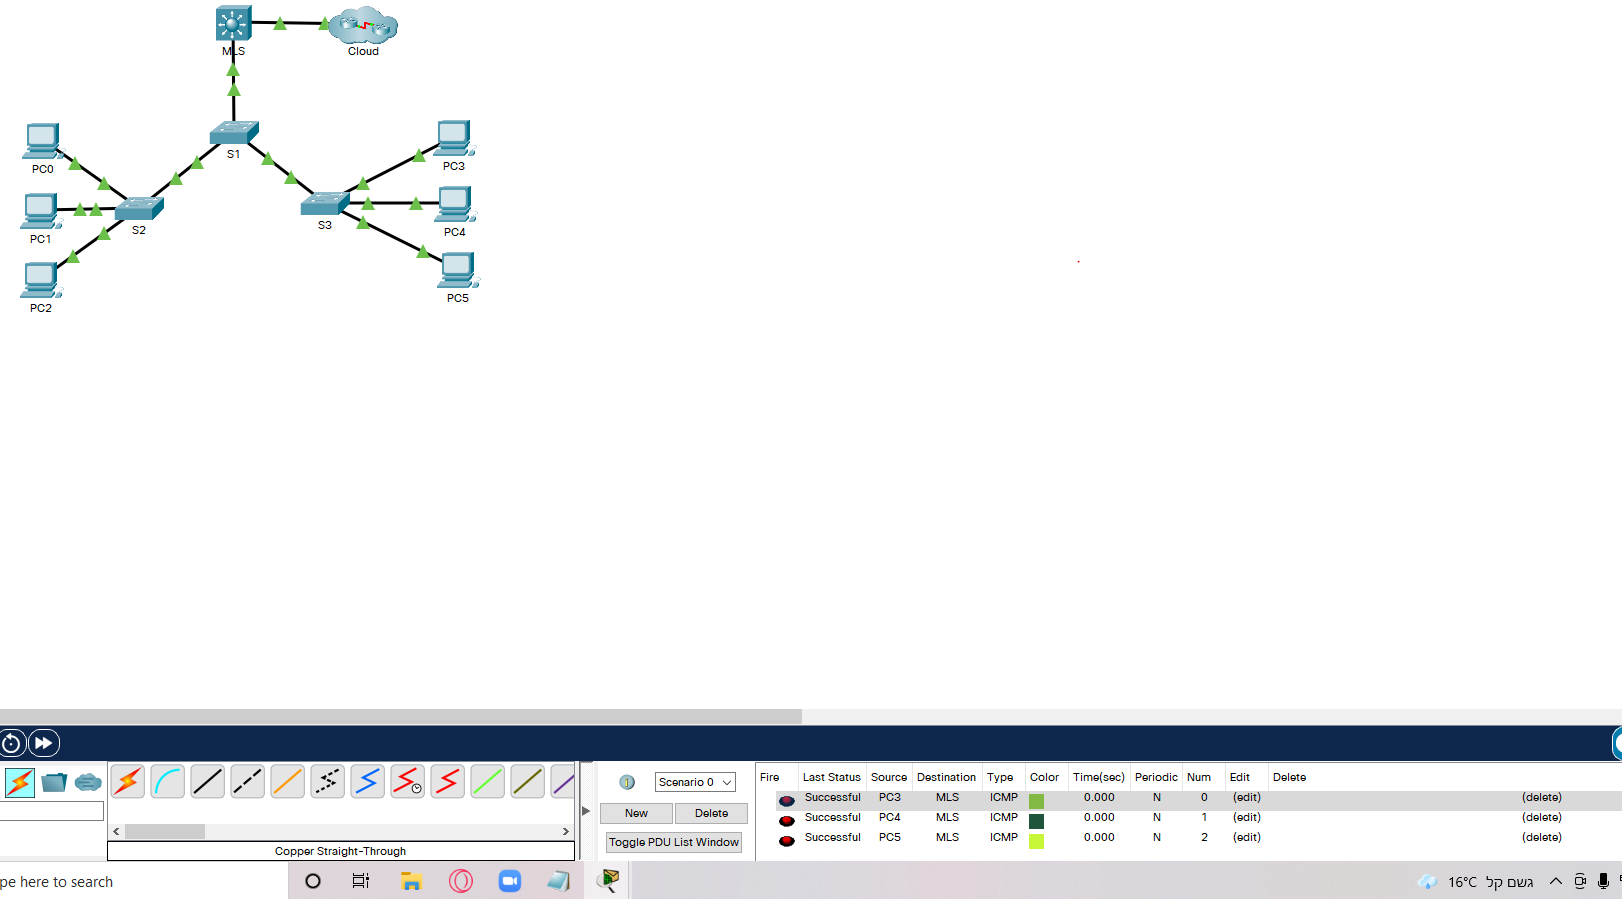 MLS
Cloud
S1
PC0
PC3
PC1
S2
S3
PC4
PC2
PC5
Scenario 0
New
Delete
Toggle PDU List Window
Copper Straight-Through
Fire Last Status Source Destination Type Color Time(sec) Periodic Num Edit Delete
Successful PC3 MLS ICMP 0.000 N 0 (edit) (delete)
Successful PC4 MLS ICMP 0.000 N 1 (edit) (delete)
Successful PC5 MLS ICMP 0.000 N 2 (edit) (delete)
pe here to search
16°C גשם קל